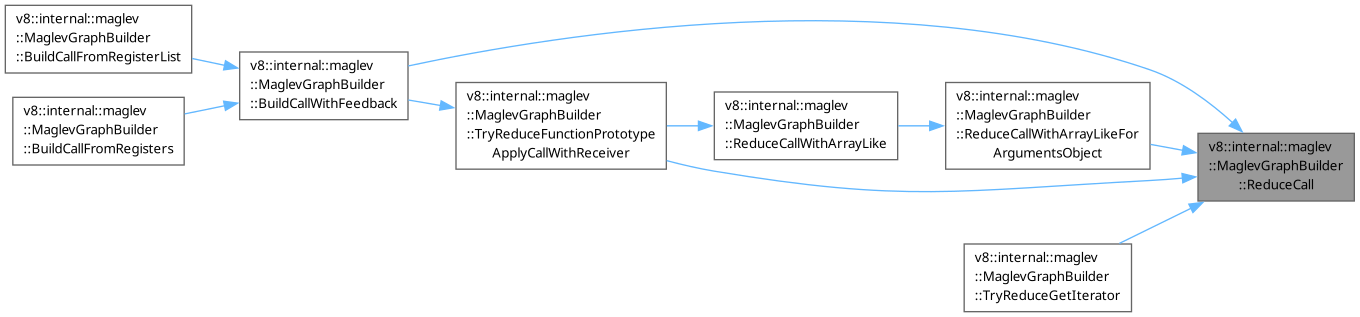 v8::internal::maglev
::MaglevGraphBuilder
::BuildCallFromRegisterList
v8::internal::maglev
::MaglevGraphBuilder
::BuildCallFromRegisters
v8::internal::maglev
::MaglevGraphBuilder
::BuildCallWithFeedback
v8::internal::maglev
::MaglevGraphBuilder
::TryReduceFunctionPrototype
ApplyCallWithReceiver
v8::internal::maglev
::MaglevGraphBuilder
::ReduceCallWithArrayLike
v8::internal::maglev
::MaglevGraphBuilder
::ReduceCallWithArrayLikeFor
ArgumentsObject
v8::internal::maglev
::MaglevGraphBuilder
::ReduceCall
v8::internal::maglev
::MaglevGraphBuilder
::TryReduceGetIterator